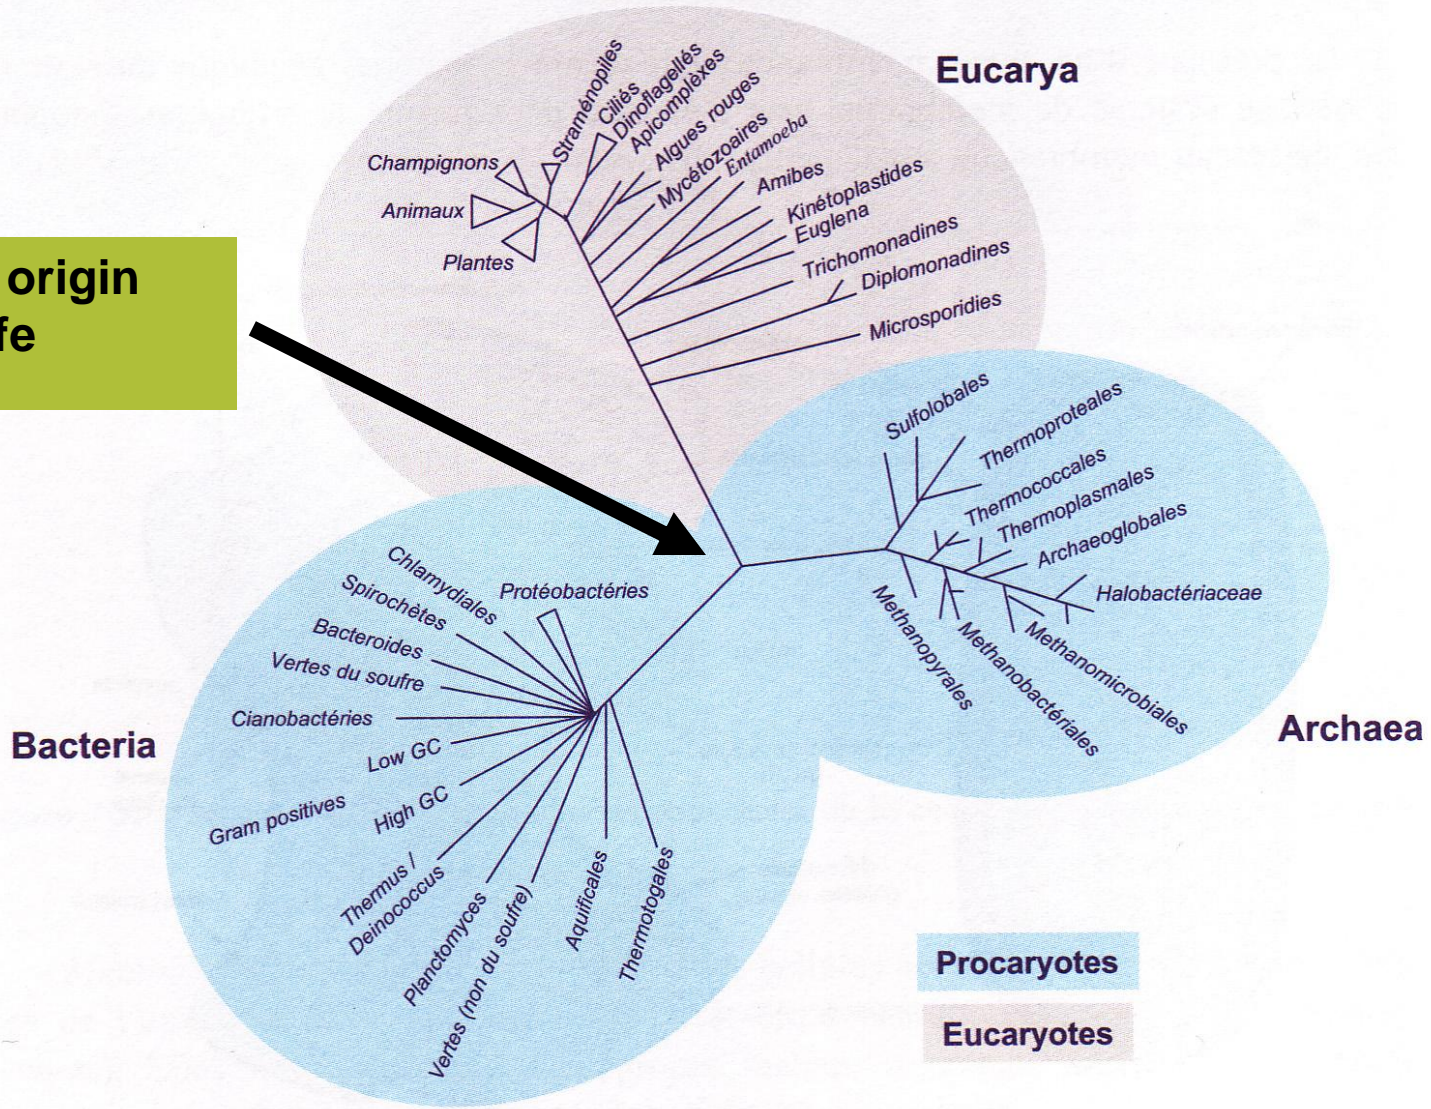 Eucarya
Straménopiles
Ciliés
Dinoflagellés
Apicomplèxes
Algues rouges
Mycétozoaires
Entamoeba
Amibes
Kinétoplastides
Euglena
Trichomonadines
Diplomonadines
Microsporidies
Champignons
Animaux
Plantes
origin
fe
Sulfolobales
Thermoproteales
Thermococcales
Thermoplasmales
Archaeoglobales
Halobactériaceae
Methanomicrobiales
Methanobactériales
Methanopyrales
Archaea
Protéobactéries
Chlamydiales
Spirochètes
Bacteroides
Vertes du soufre
Cianobactéries
Bacteria
Low GC
High GC
Gram positives
Thermus /
Deinococcus
Planctomyces
Vertes (non du soufre)
Aquificales
Thermotogales
Procaryotes
Eucaryotes